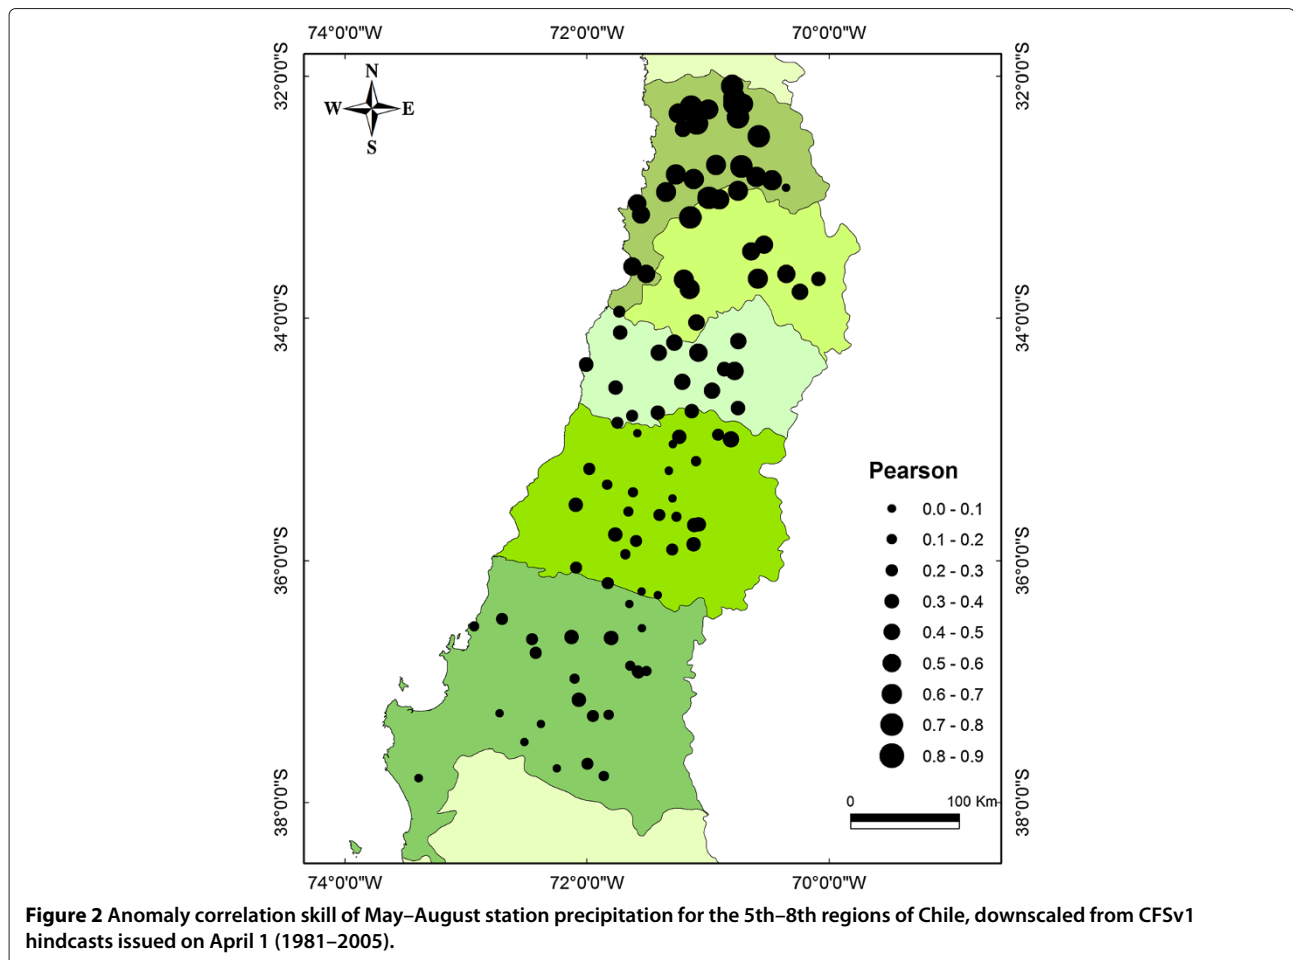 74°0'0"W 72°0'0"W 70°0'0"W
32°0'0"S
32°0'0"S
N
W E
S
34°0'0"S
34°0'0"S
Pearson
0.0 - 0.1
0.1 - 0.2
0.2 - 0.3
0.3 - 0.4
0.4 - 0.5
0.5 - 0.6
0.6 - 0.7
0.7 - 0.8
0.8 - 0.9
36°0'0"S
36°0'0"S
0 100 Km
38°0'0"S
38°0'0"S
74°0'0"W 72°0'0"W 70°0'0"W
Figure 2 Anomaly correlation skill of May–August station precipitation for the 5th–8th regions of Chile, downscaled from CFSv1
hindcasts issued on April 1 (1981–2005).